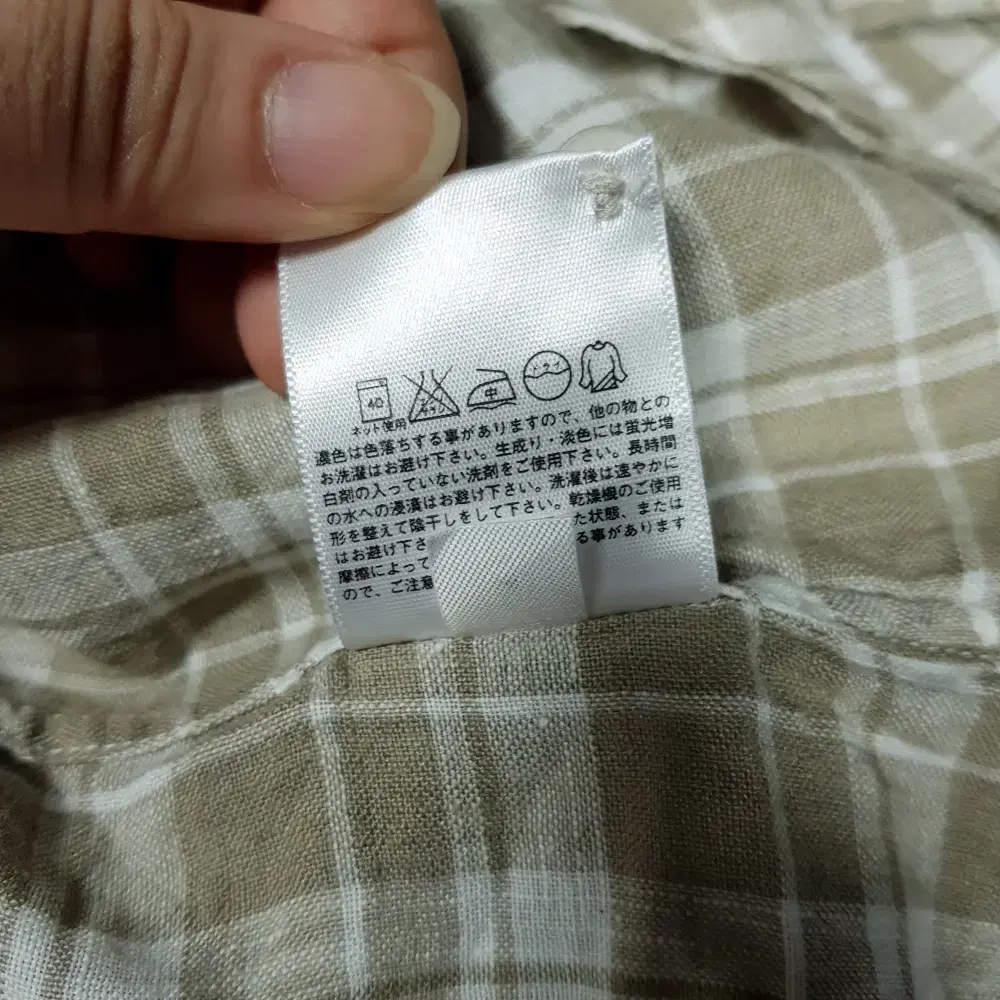 40
ネット使用
中
ドライ
濃色は色落ちする事がありますので、他の物との
お洗濯はお避け下さい。生成り・淡色には蛍光増
白剤の入っていない洗剤をご使用下さい。長時間
の水への浸漬はお避け下さい。洗濯後は速やかに
形を整えて陰干しをして下さい。乾燥機のご使用
はお避け下さ た状態、または
摩擦によって る事があります
ので、ご注意